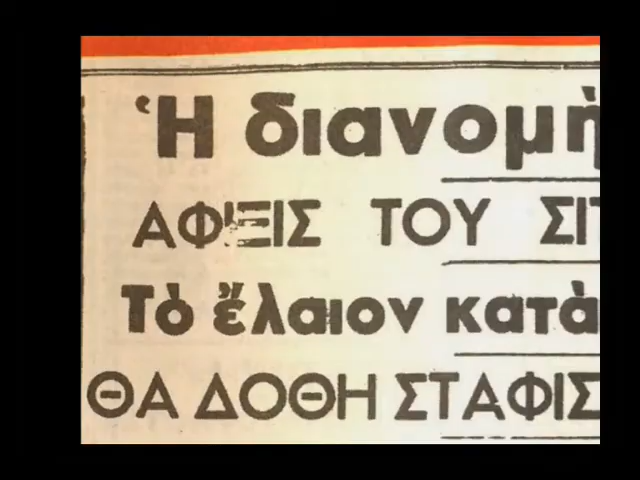 Ἡ διανομὴ
ΑΦΙΞΙΣ ΤΟΥ ΣΙΤ
Τὸ ἔλαιον κατὰ
ΘΑ ΔΟΘΗ ΣΤΑΦΙΣ